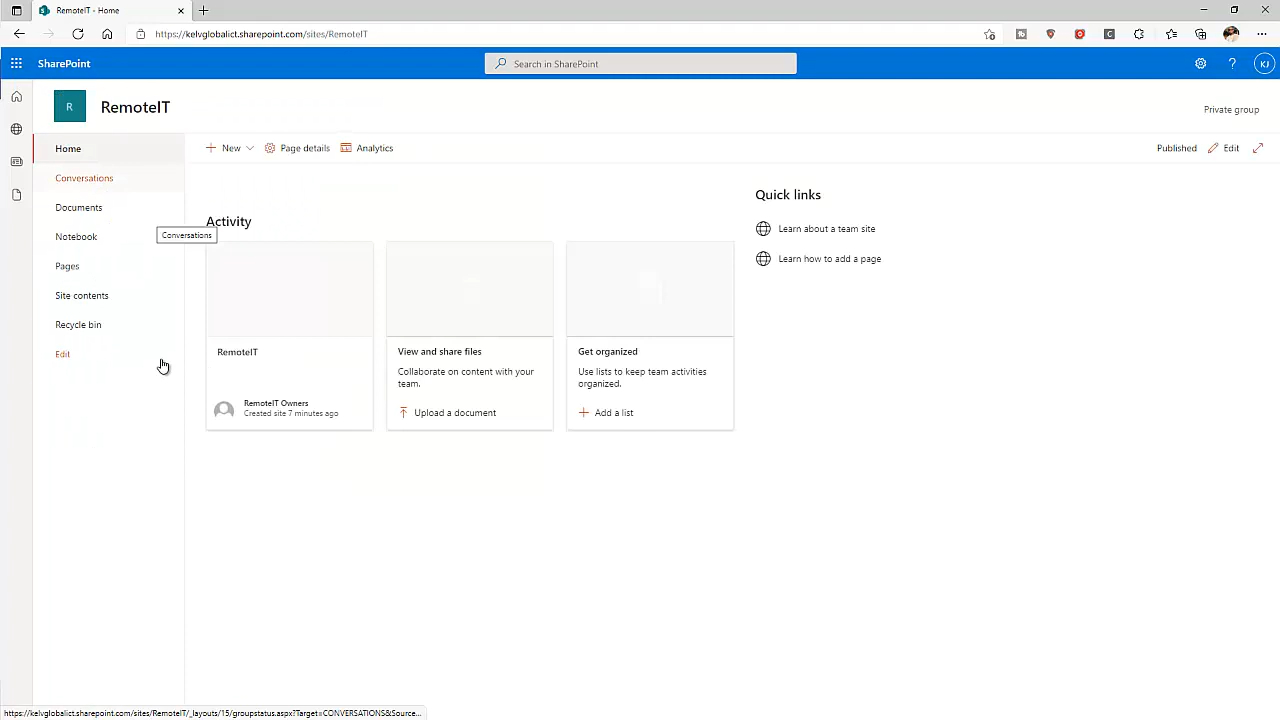 RemoteIT - Home
https://kelvglobalict.sharepoint.com/sites/RemoteIT
SharePoint
Search in SharePoint
KJ
R
RemoteIT
Private group
Home
New
Page details
Analytics
Published
Edit
Conversations
Documents
Notebook
Pages
Site contents
Recycle bin
Edit
Conversations
Activity
RemoteIT
RemoteIT Owners
Created site 7 minutes ago
View and share files
Collaborate on content with your
team.
Upload a document
Get organized
Use lists to keep team activities
organized.
Add a list
Quick links
Learn about a team site
Learn how to add a page
https://kelvglobalict.sharepoint.com/sites/RemoteIT/_layouts/15/groupstatus.aspx?Target=CONVERSATIONS&Source...